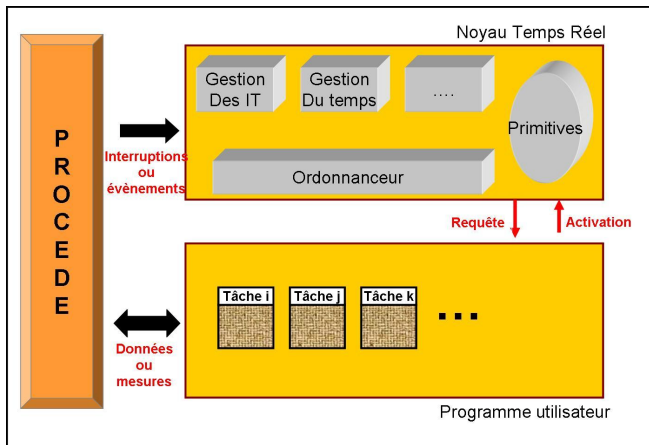 Noyau Temps Réel
Gestion
Des IT
Gestion
Du temps
....
Primitives
Ordonnanceur
PROCEDE
Interruptions
ou
évènements
Requête
Activation
Tâche i
Tâche j
Tâche k
...
Données
ou
mesures
Programme utilisateur